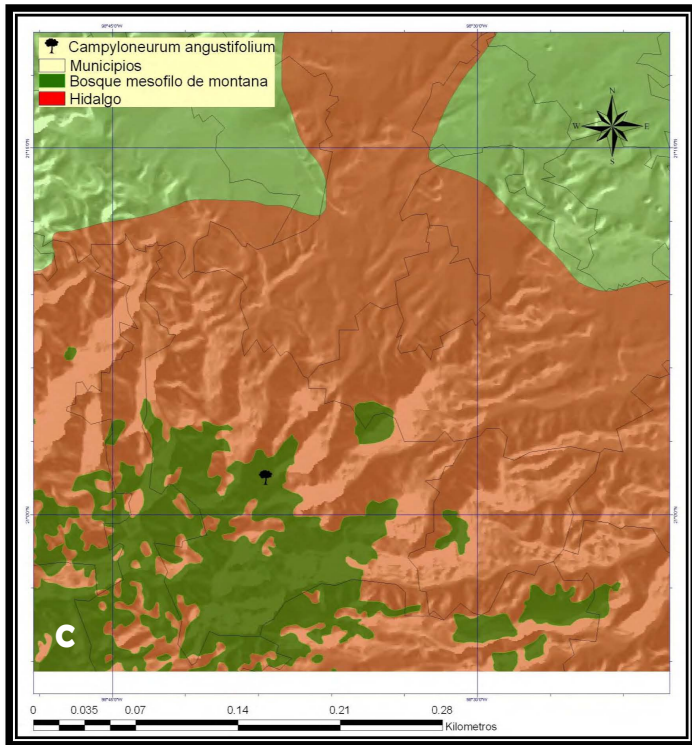 Campyloneurum angustifolium
Municipios
Bosque mesofilo de montana
Hidalgo
N
W
E
S
C
0 0.035 0.07 0.14 0.21 0.28
Kilometros